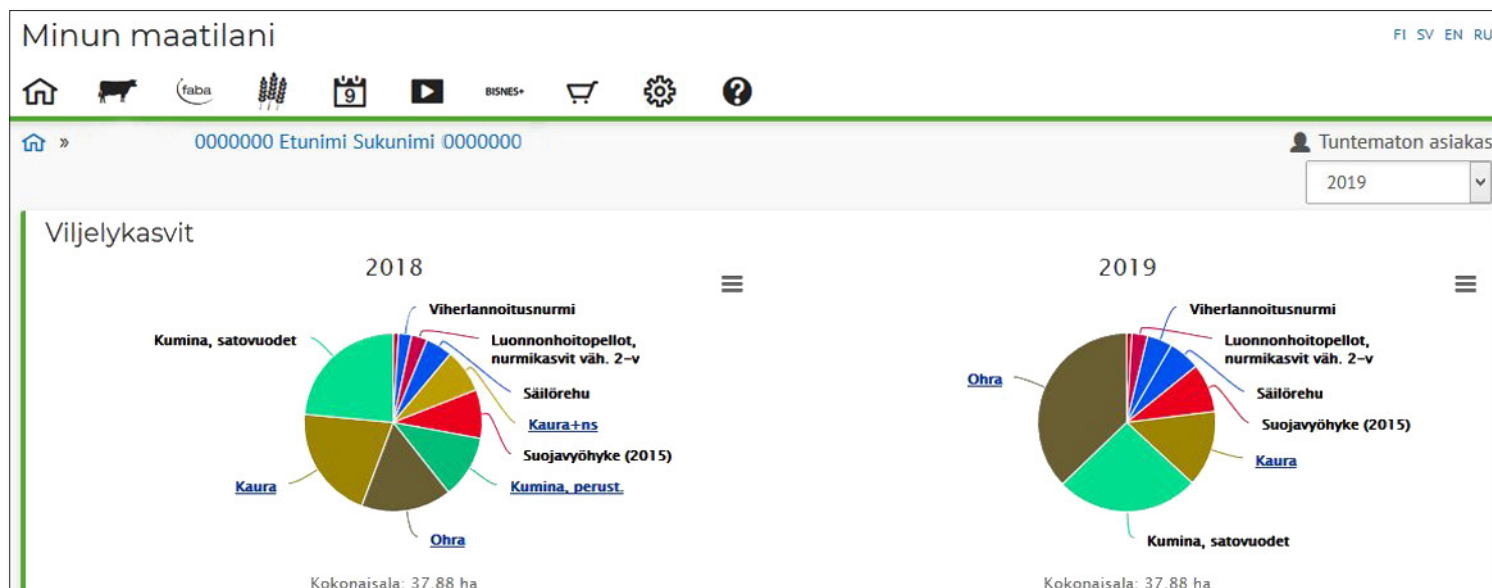 Minun maatilani
FI SV EN RU
faba
9
BISNES+
»
0000000 Etunimi Sukunimi 0000000
Tuntematon asiakas
2019
Viljelykasvit
2018
Viherlannoitusnurmi
Kumina, satovuodet
Luonnonhoitopellot,
nurmikasvit väh. 2-v
Säilörehu
Kaura+ns
Suojavyöhyke (2015)
Kaura
Kumina, perust.
Ohra
Kokonaisala: 37,88 ha
2019
Viherlannoitusnurmi
Luonnonhoitopellot,
nurmikasvit väh. 2-v
Ohra
Säilörehu
Suojavyöhyke (2015)
Kaura
Kumina, satovuodet
Kokonaisala: 37,88 ha